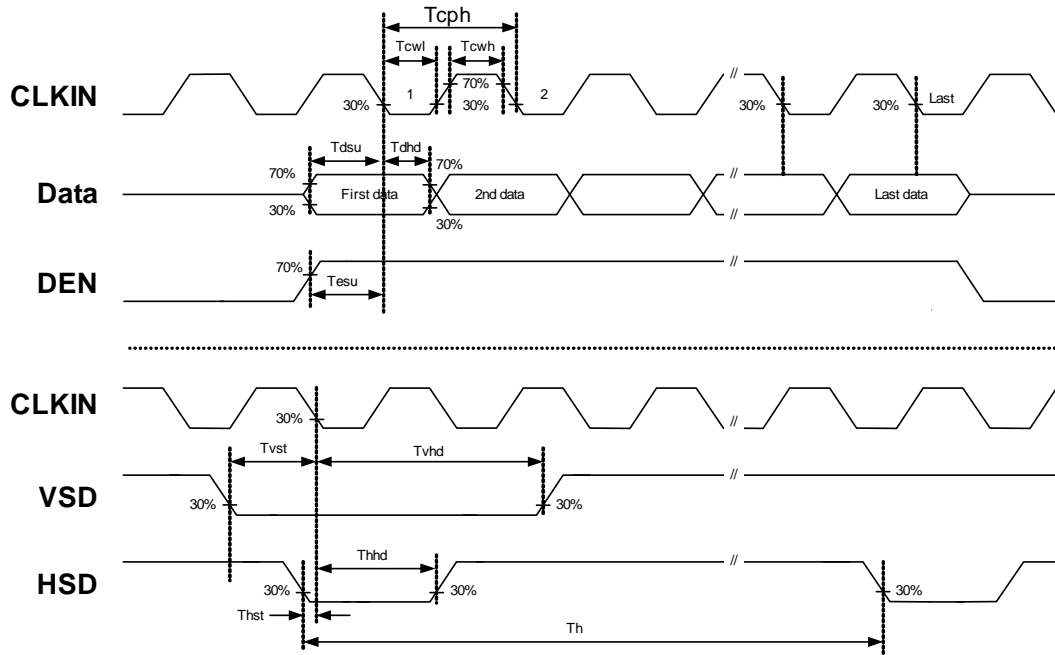 Tcph
Tcwl Tcwh
CLKIN 30% 1 70% 30% 2 // 30% 30% Last
Tdsu Tdhd
70% 70%
Data First data 2nd data // Last data
30% 30% //
DEN 70% //
Tesu
CLKIN 30% //
Tvst Tvhd
VSD 30% 30% //
Thhd
HSD 30% 30% // 30%
Thst
Th